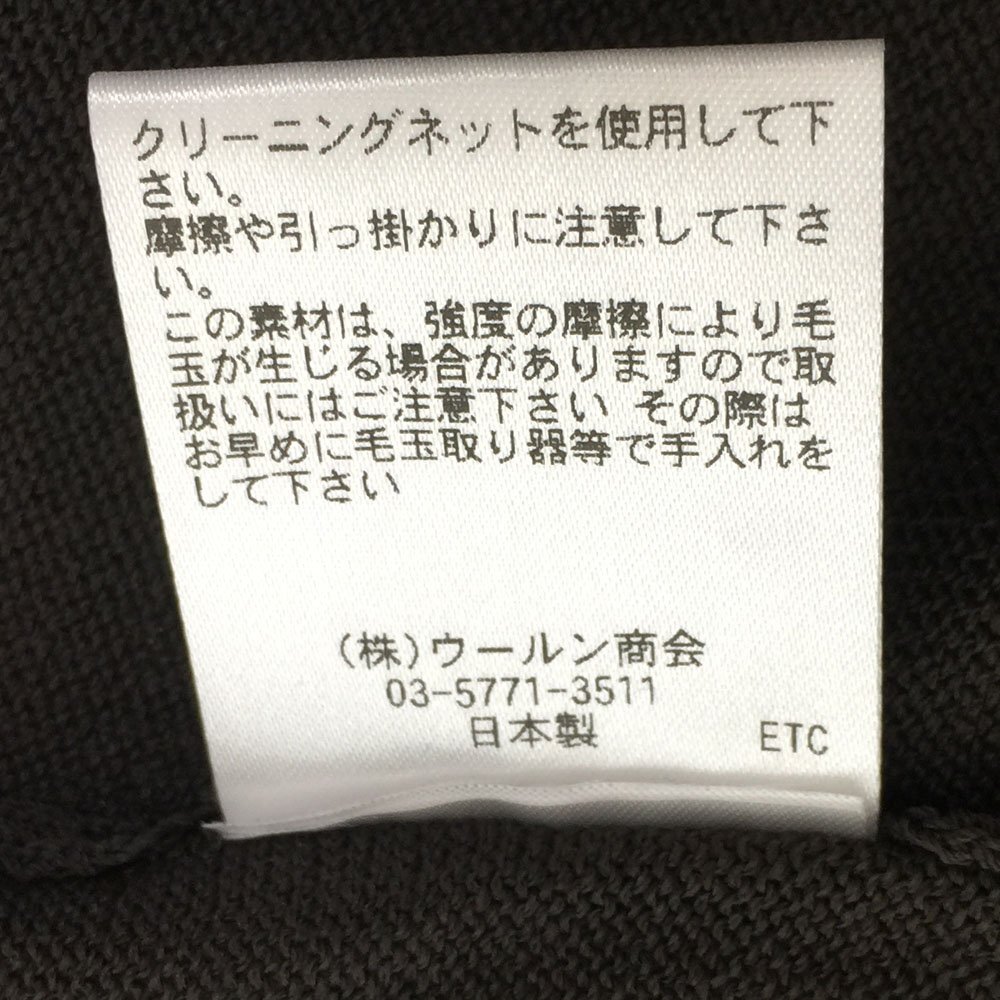 クリーニングネットを使用して下
さい。
摩擦や引っ掛かりに注意して下さ
い。
この素材は、強度の摩擦により毛
玉が生じる場合がありますので取
扱いにはご注意下さい その際は
お早めに毛玉取り器等で手入れを
して下さい
(株)ウールン商会
03-5771-3511
日本製 ETC